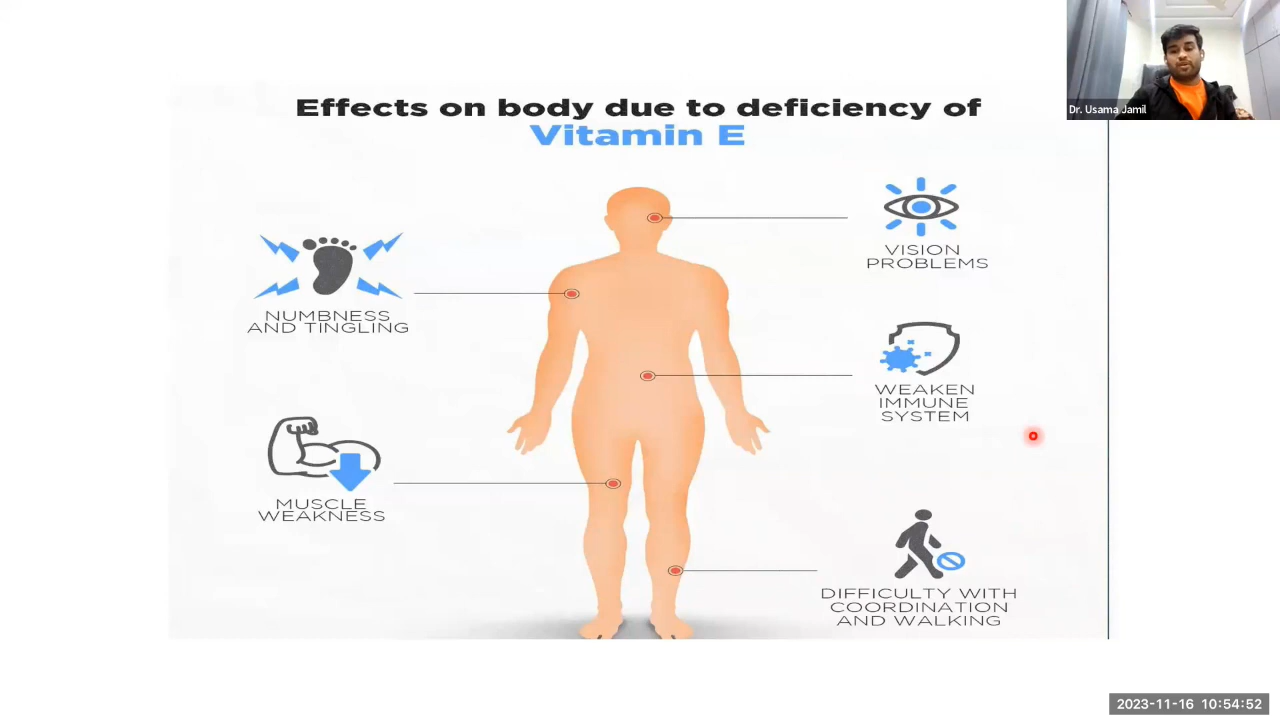 Effects on body due to deficiency of
Vitamin E
Dr. Usama Jamil
VISION
PROBLEMS
NUMBNESS
AND TINGLING
WEAKEN
IMMUNE
SYSTEM
MUSCLE
WEAKNESS
DIFFICULTY WITH
COORDINATION
AND WALKING
2023-11-16 10:54:52